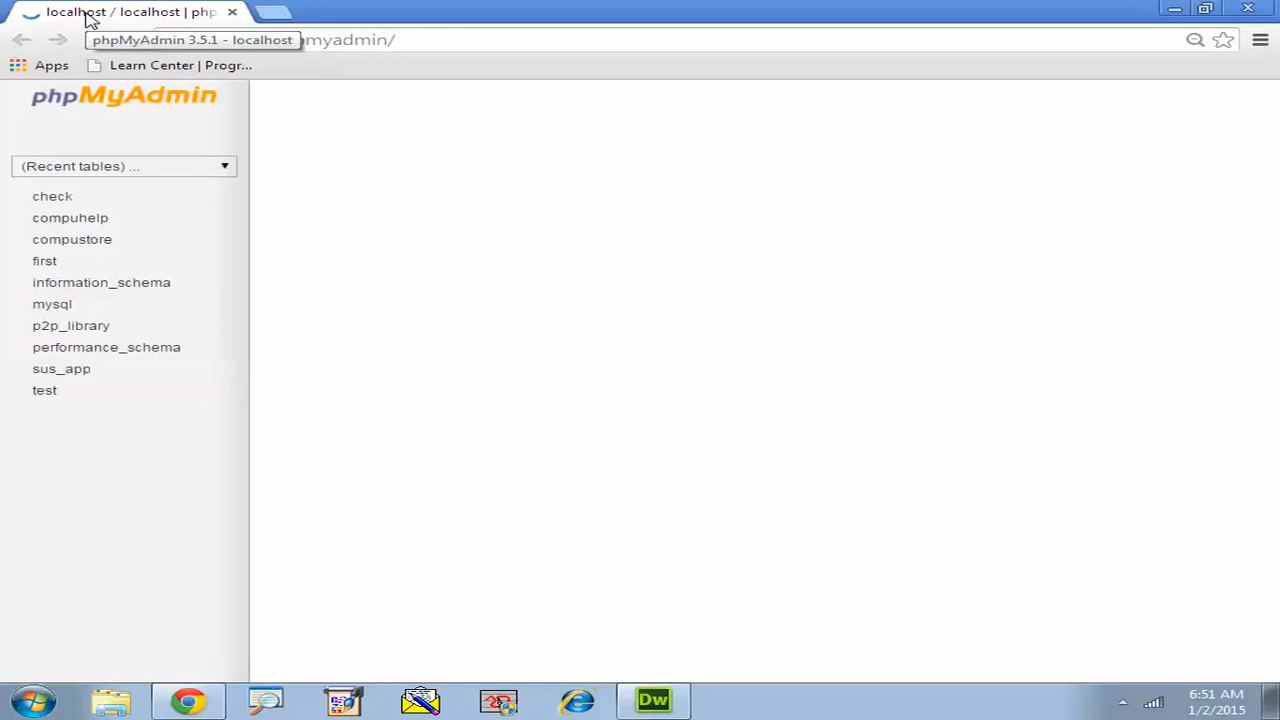 localhost / localhost | php
phpMyAdmin 3.5.1 - localhost
myadmin/
Apps
Learn Center | Progr...
phpMyAdmin
(Recent tables) ...
check
compuhelp
compustore
first
information_schema
mysql
p2p_library
performance_schema
sus_app
test
Dw
6:51 AM
1/2/2015